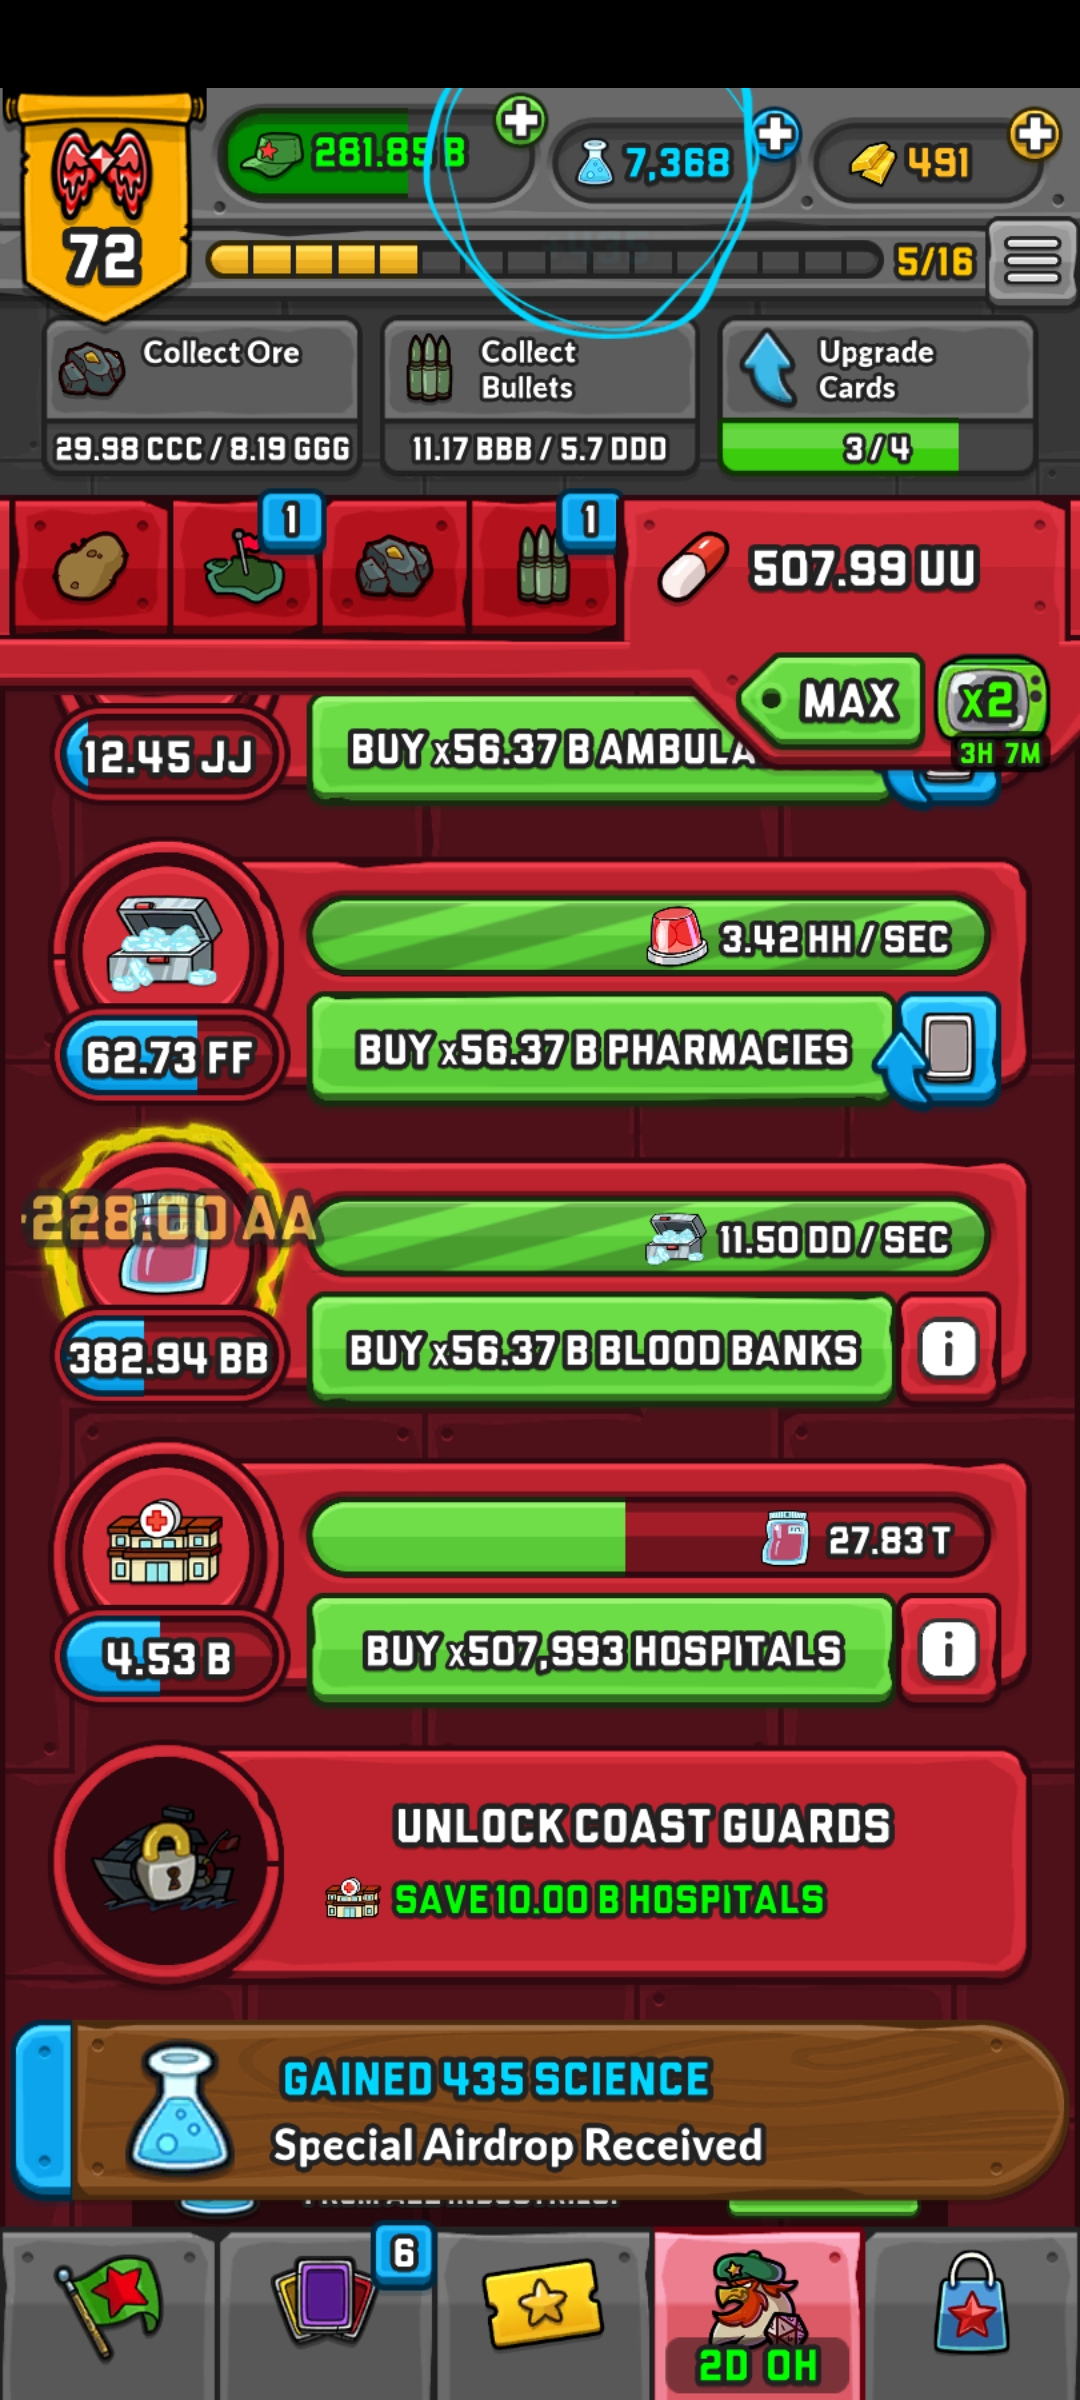 281.85 B
7,368
491
72
5/16
Collect Ore
29.98 CCC / 8.19 GGG
Collect
Bullets
11.17 BBB / 5.7 DDD
Upgrade
Cards
3/4
1
1
507.99 UU
MAX
x2
3H 7M
12.45 JJ
BUY x56.37 B AMBULA
3.42 HH / SEC
62.73 FF
BUY x56.37 B PHARMACIES
228.00 AA
11.50 DD / SEC
382.94 BB
BUY x56.37 B BLOOD BANKS
i
27.83 T
4.53 B
BUY x507,993 HOSPITALS
i
UNLOCK COAST GUARDS
SAVE 10.00 B HOSPITALS
GAINED 435 SCIENCE
Special Airdrop Received
6
2D 0H